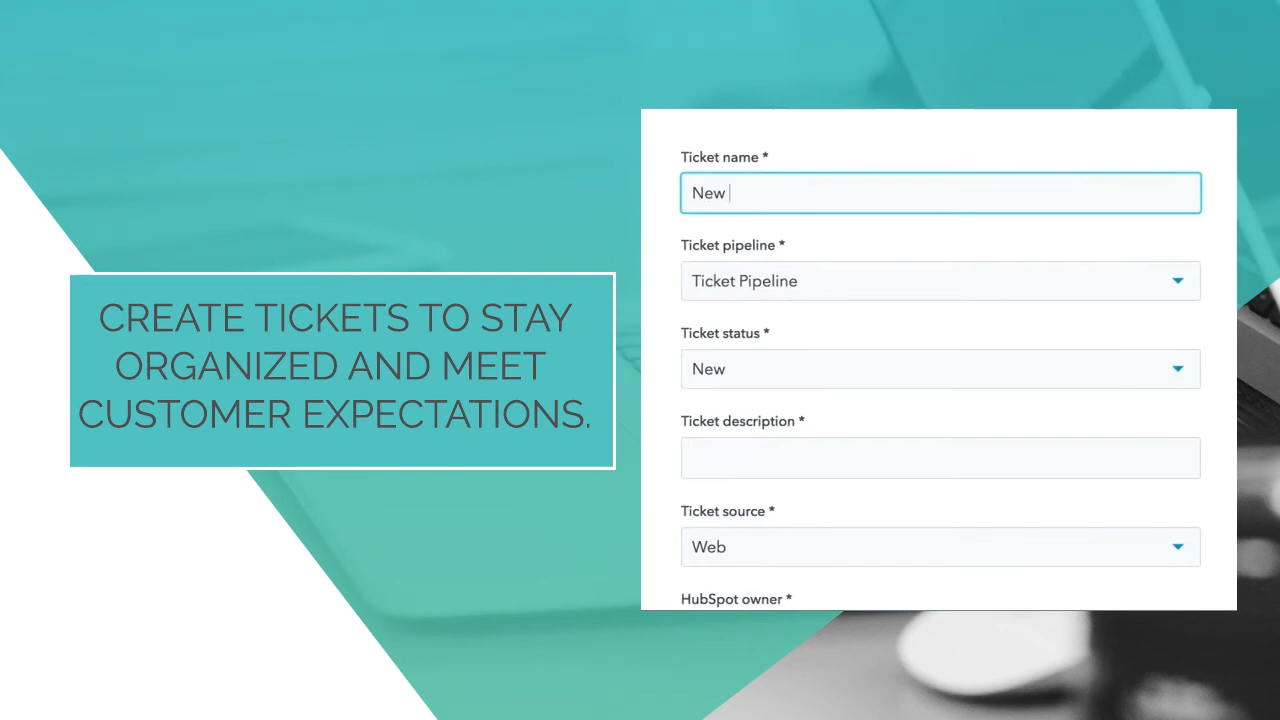 CREATE TICKETS TO STAY
ORGANIZED AND MEET
CUSTOMER EXPECTATIONS.
Ticket name *
New
Ticket pipeline *
Ticket Pipeline
Ticket status *
New
Ticket description *
Ticket source *
Web
HubSpot owner *